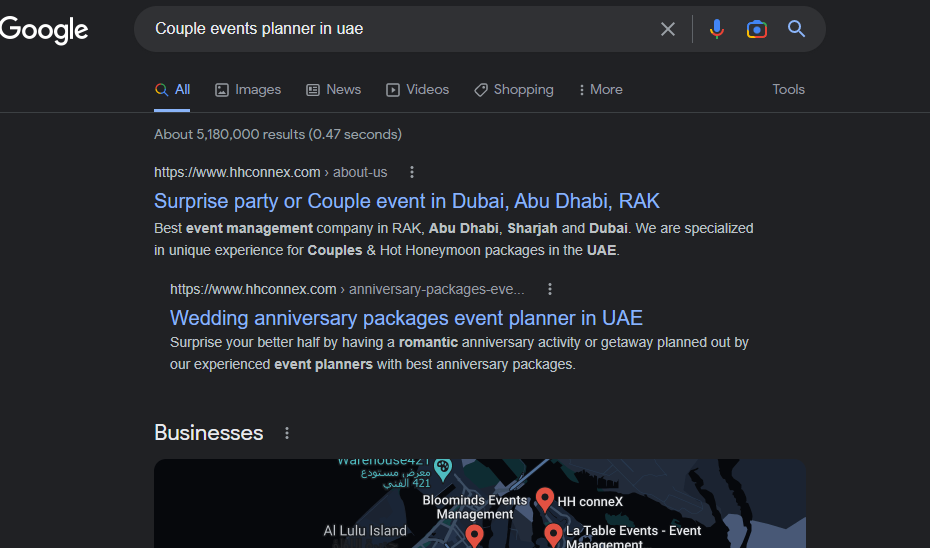 Google
Couple events planner in uae
All Images News Videos Shopping More Tools
About 5,180,000 results (0.47 seconds)
https://www.hhconnex.com › about-us
Surprise party or Couple event in Dubai, Abu Dhabi, RAK
Best event management company in RAK, Abu Dhabi, Sharjah and Dubai. We are specialized
in unique experience for Couples & Hot Honeymoon packages in the UAE.
https://www.hhconnex.com › anniversary-packages-eve...
Wedding anniversary packages event planner in UAE
Surprise your better half by having a romantic anniversary activity or getaway planned out by
our experienced event planners with best anniversary packages.
Businesses
Warehouse421
معرض مستودع
421 الفني
Bloominds Events
Management
HH conneX
Al Lulu Island
La Table Events - Event
Management